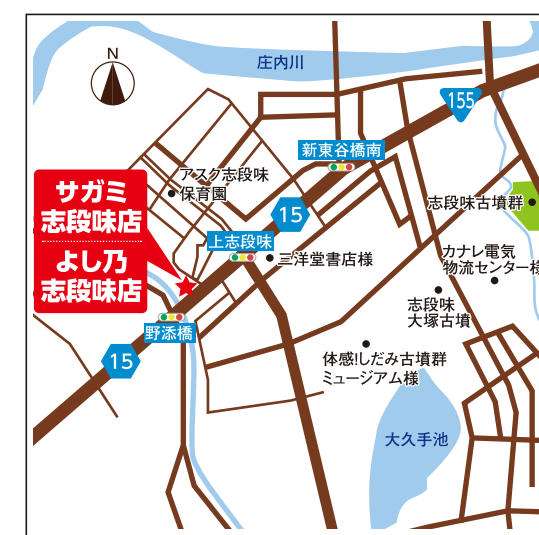 N
庄内川
155
新東谷橋南
アスク志段味
保育園
サガミ
志段味店
よし乃
志段味店
15
志段味古墳群
上志段味
三洋堂書店様
カナレ電気
物流センター様
志段味
大塚古墳
野添橋
15
体感!しだみ古墳群
ミュージアム様
大久手池